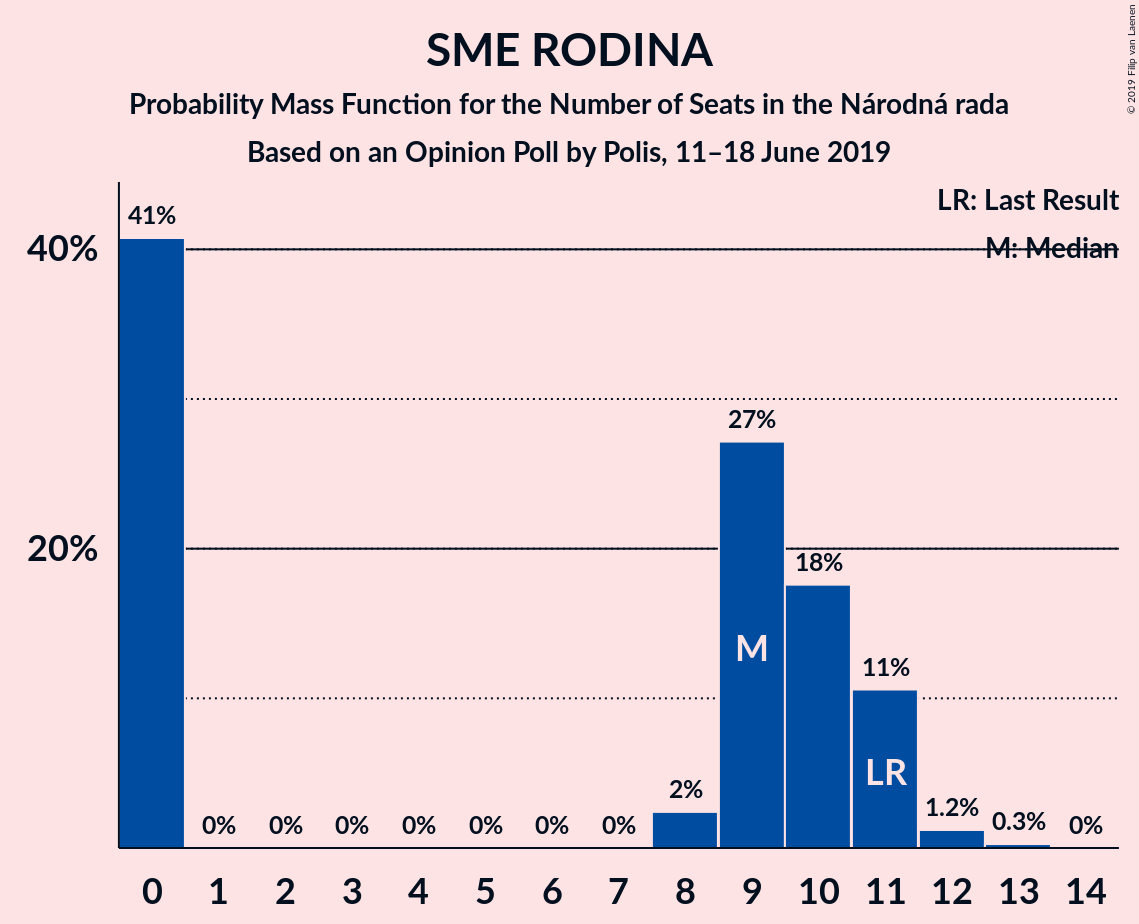 SME RODINA
Probability Mass Function for the Number of Seats in the Národná rada
Based on an Opinion Poll by Polis, 11–18 June 2019
© 2019 Filip van Laenen
LR: Last Result
M: Median
40%
20%
41%
0%
0%
0%
0%
0%
0%
0%
2%
27%
18%
11%
1.2%
0.3%
0%
M
LR
0 1 2 3 4 5 6 7 8 9 10 11 12 13 14